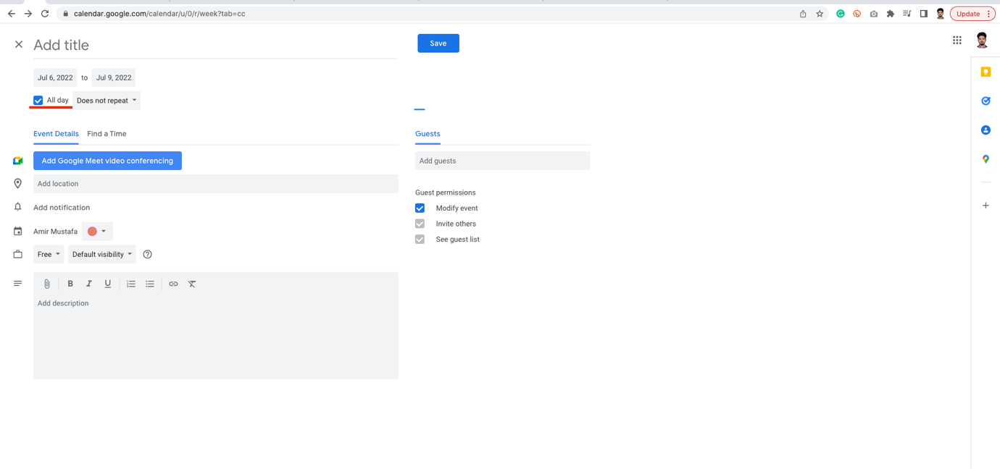 calendar.google.com/calendar/u/0/r/week?tab=cc
Update
Add title
Save
Jul 6, 2022 to Jul 9, 2022
All day Does not repeat
Event Details Find a Time
Guests
Add Google Meet video conferencing
Add guests
Add location
Guest permissions
Add notification
Modify event
Invite others
Amir Mustafa
See guest list
Free Default visibility
B I U
Add description